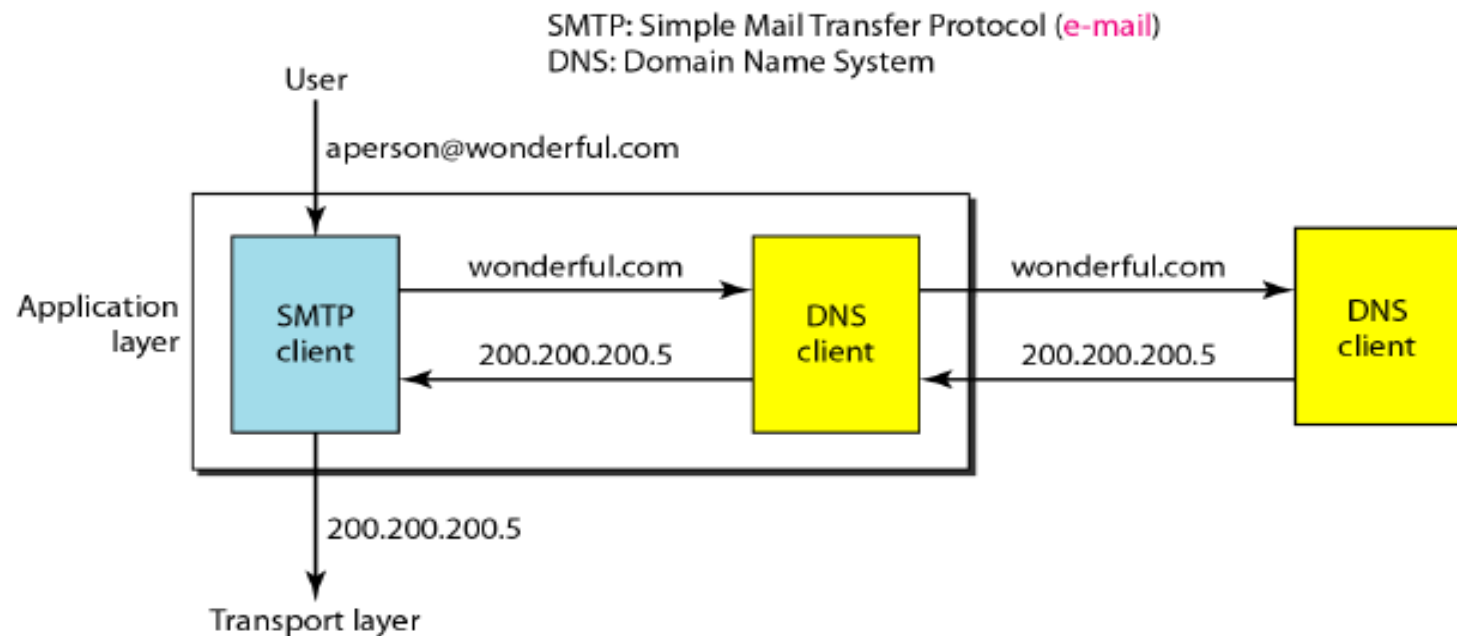 SMTP: Simple Mail Transfer Protocol (e-mail)
DNS: Domain Name System
User
aperson@wonderful.com
Application
layer
SMTP
client
wonderful.com
200.200.200.5
DNS
client
wonderful.com
200.200.200.5
DNS
client
200.200.200.5
Transport layer